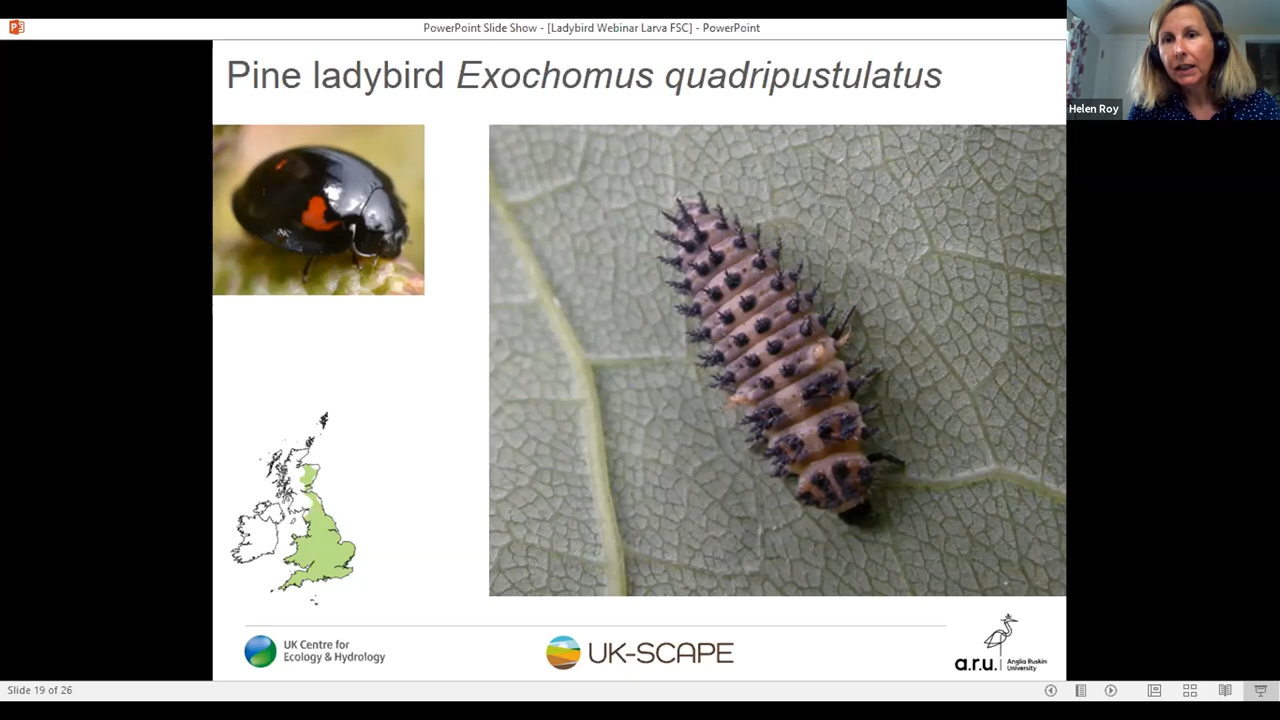 PowerPoint Slide Show - [Ladybird Webinar Larva FSC] - PowerPoint
Helen Roy
Pine ladybird Exochomus quadripustulatus
UK Centre for
Ecology & Hydrology
UK-SCAPE
a.r.u.
Anglia Ruskin
University
Slide 19 of 26